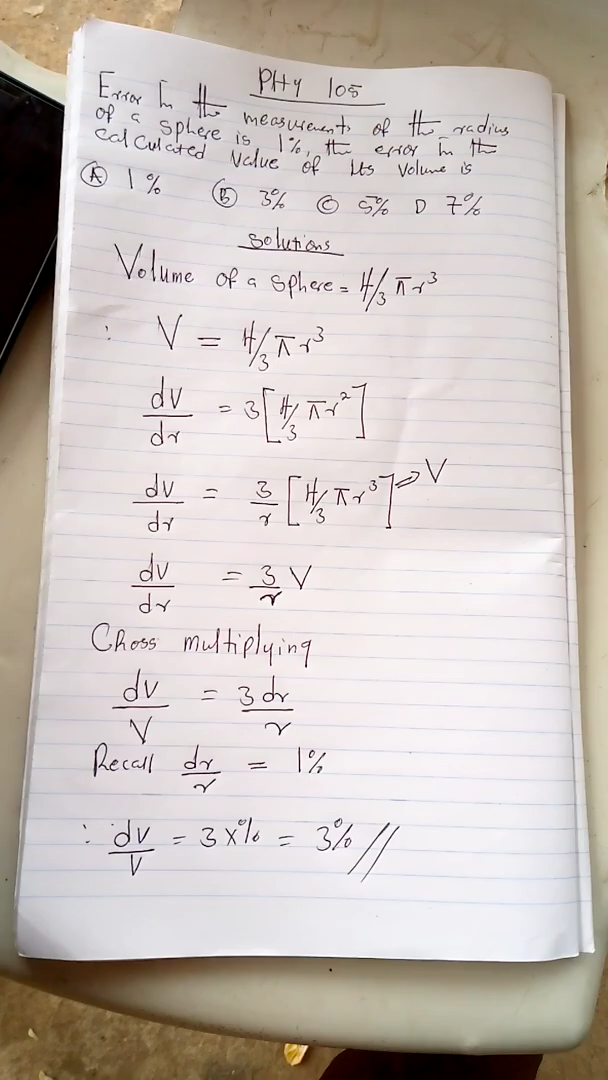 PHY 105
Error in the measurements of the radius
of a sphere is 1%, the error in the
calculated value of its volume is
Ⓐ 1% Ⓑ 3% Ⓒ 5% D 7%
Solutions
Volume of a sphere = 4/3 πr³
: V = 4/3 πr³
dv/dr = 3[4/3 πr²]
dv/dr = 3/r [4/3 πr³] ⇒ V
dv/dr = 3/r V
Cross multiplying
dv/V = 3 dr/r
Recall dr/r = 1%
: dv/V = 3 x % = 3% //